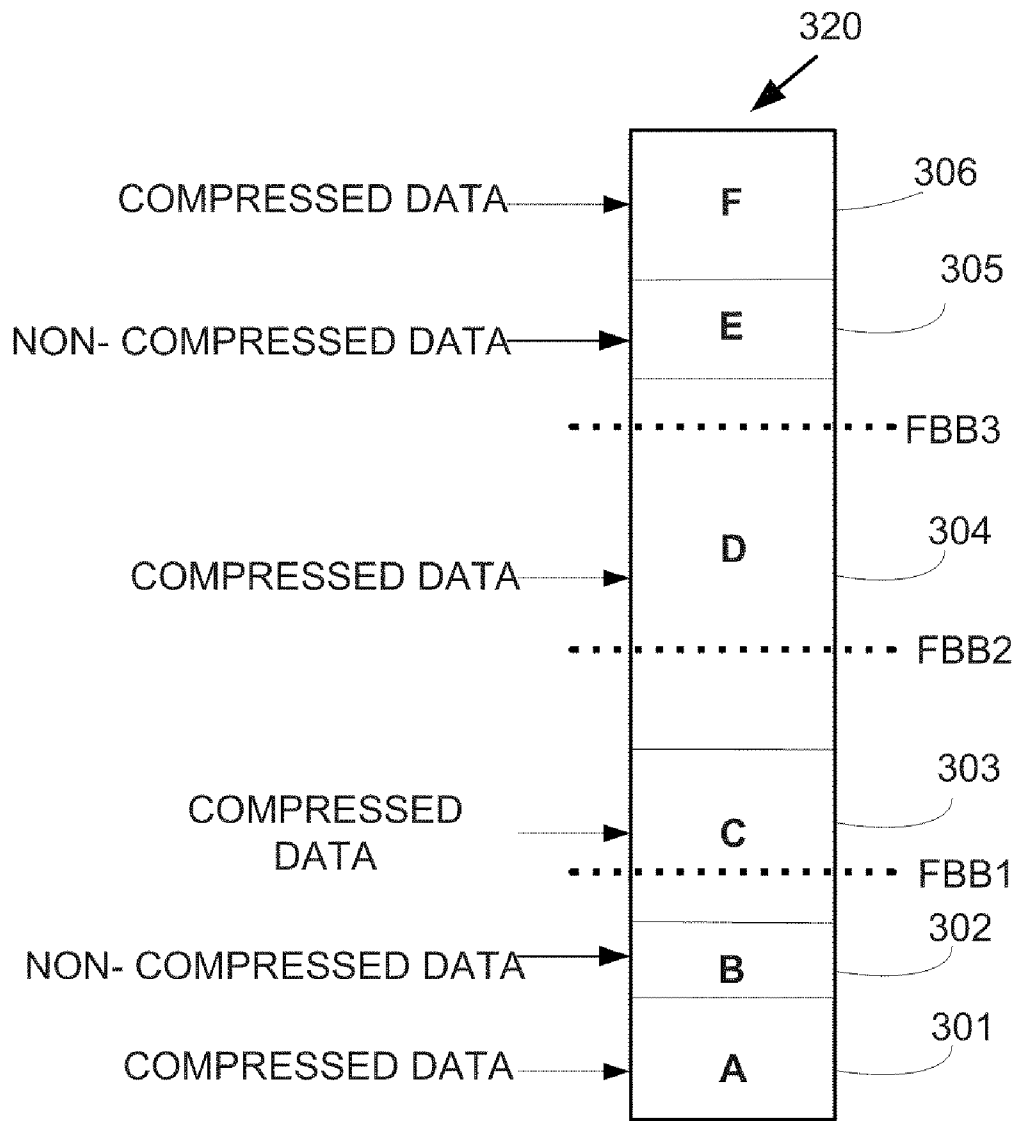 320
COMPRESSED DATA
F
306
NON- COMPRESSED DATA
E
305
FBB3
COMPRESSED DATA
D
304
FBB2
COMPRESSED
DATA
C
303
FBB1
NON- COMPRESSED DATA
B
302
COMPRESSED DATA
A
301